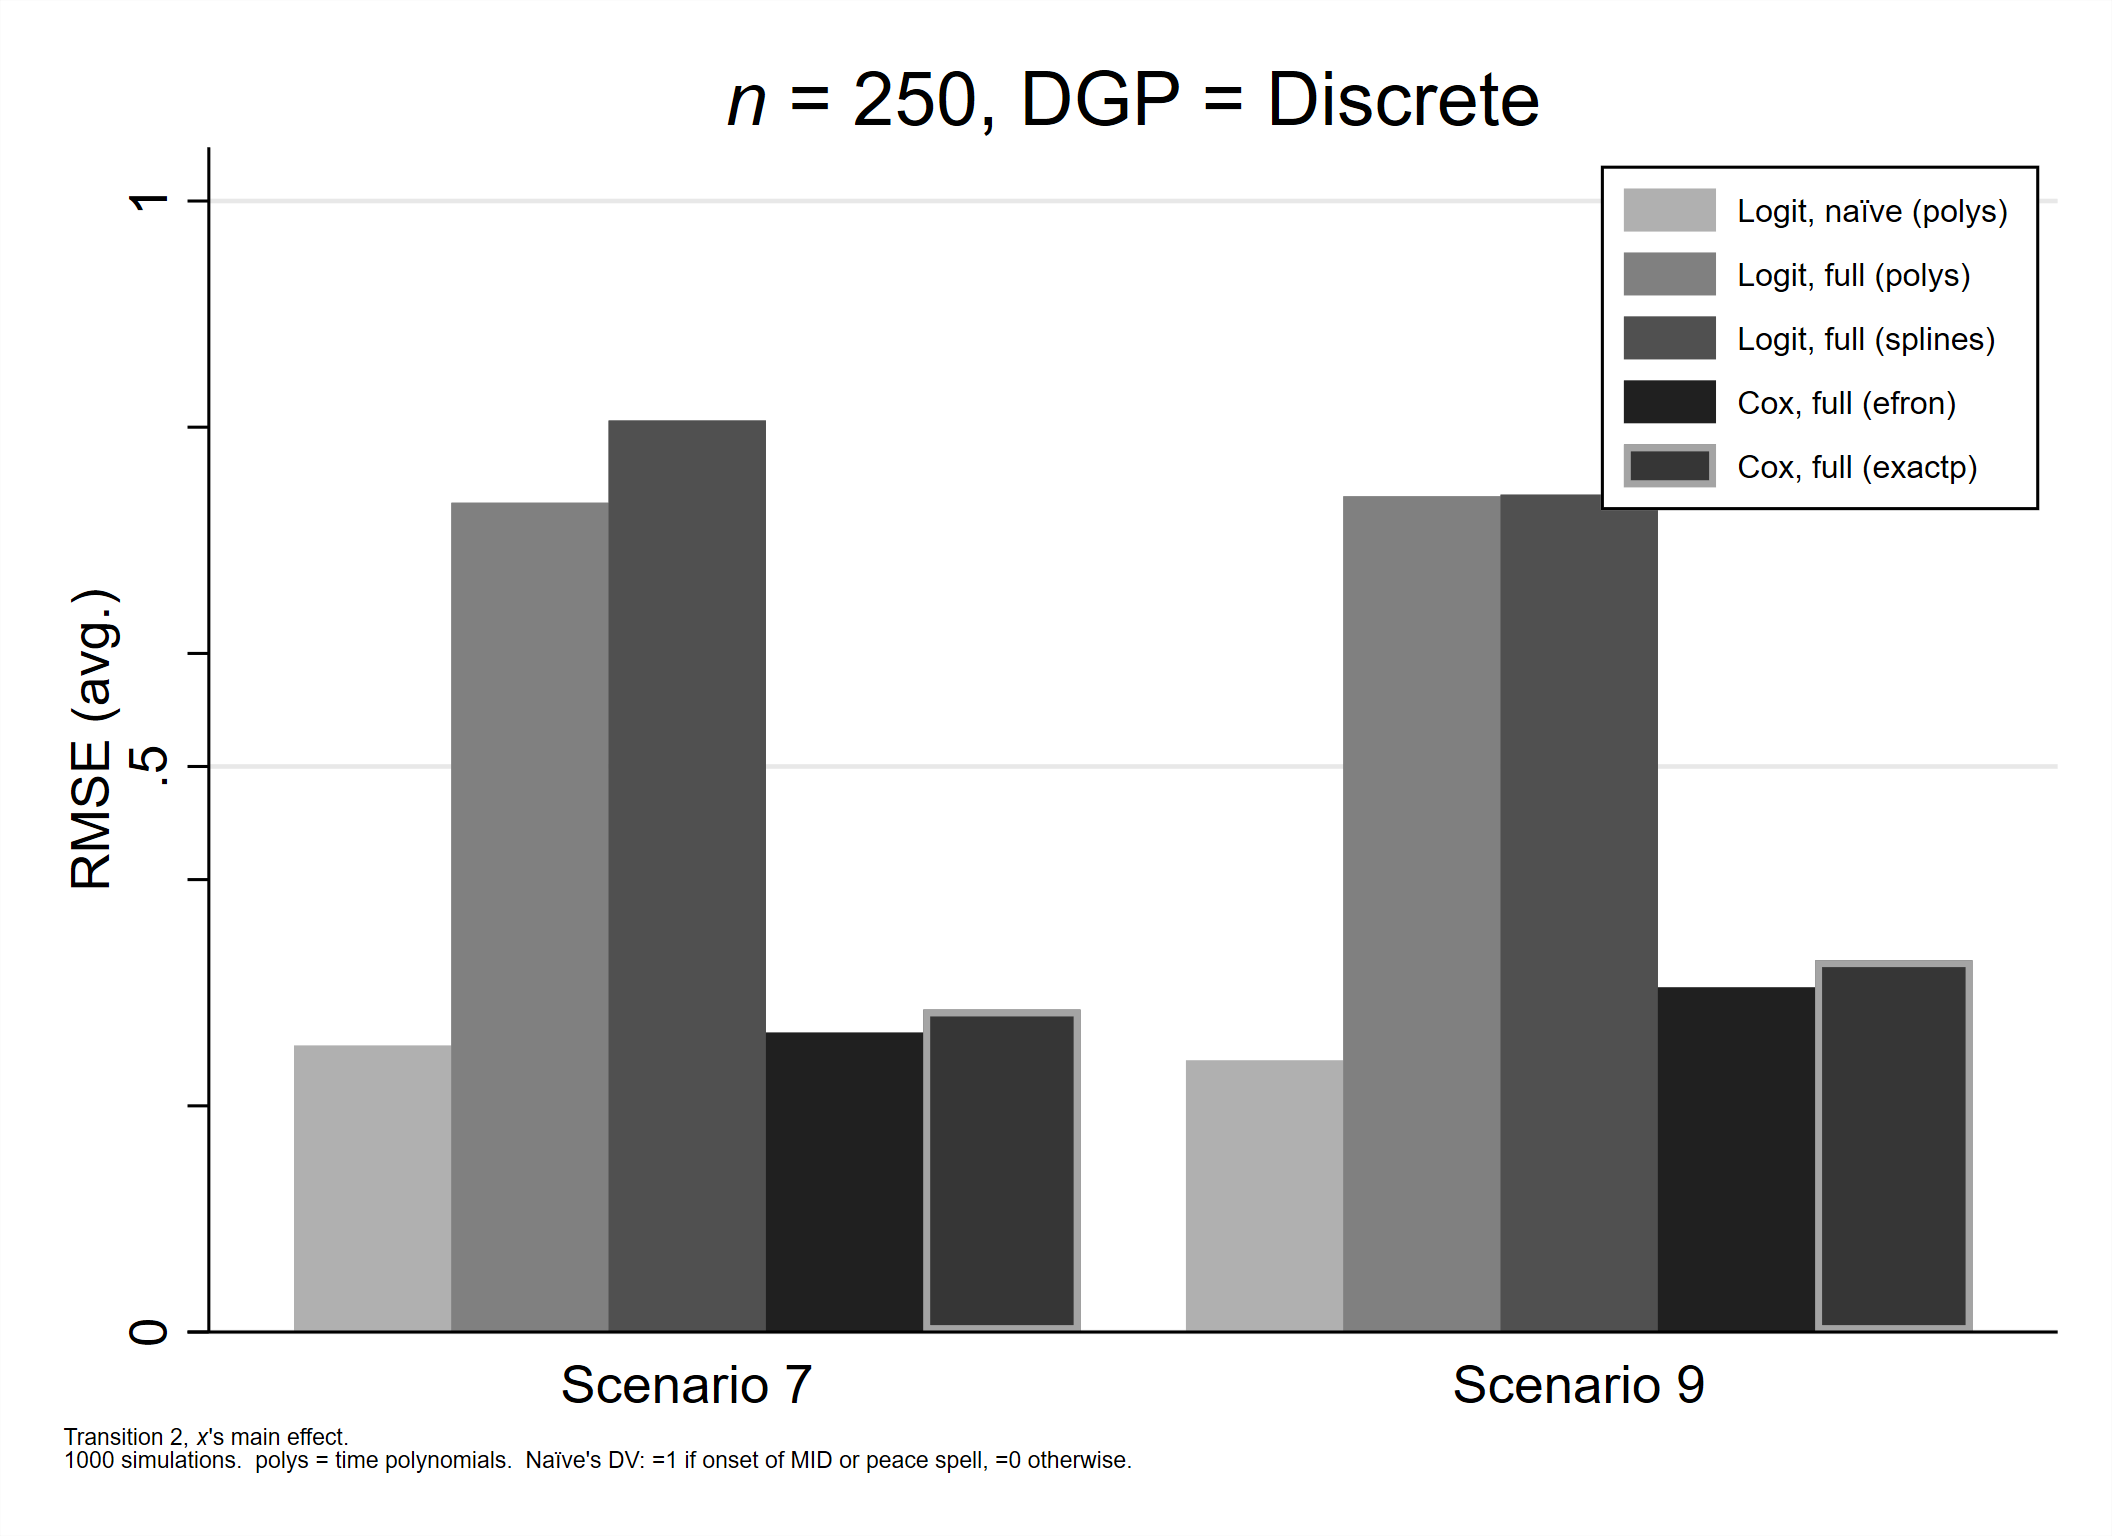 n = 250, DGP = Discrete
1
.5
0
RMSE (avg.)
Logit, naïve (polys)
Logit, full (polys)
Logit, full (splines)
Cox, full (efron)
Cox, full (exactp)
Scenario 7
Scenario 9
Transition 2, x's main effect.
1000 simulations.  polys = time polynomials.  Naïve's DV: =1 if onset of MID or peace spell, =0 otherwise.